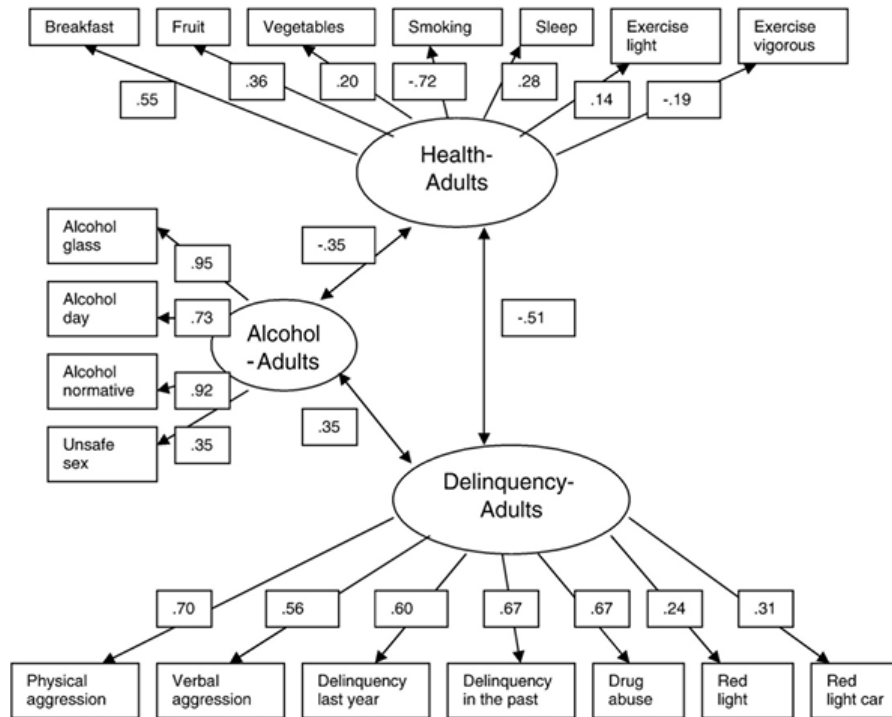 Breakfast
Fruit
Vegetables
Smoking
Sleep
Exercise
light
Exercise
vigorous
.55
.36
.20
-.72
.28
.14
-.19
Health-
Adults
Alcohol
glass
Alcohol
day
Alcohol
normative
Unsafe
sex
.95
.73
.92
.35
Alcohol
-Adults
-.35
-.51
.35
Delinquency-
Adults
.70
.56
.60
.67
.67
.24
.31
Physical
aggression
Verbal
aggression
Delinquency
last year
Delinquency
in the past
Drug
abuse
Red
light
Red
light car